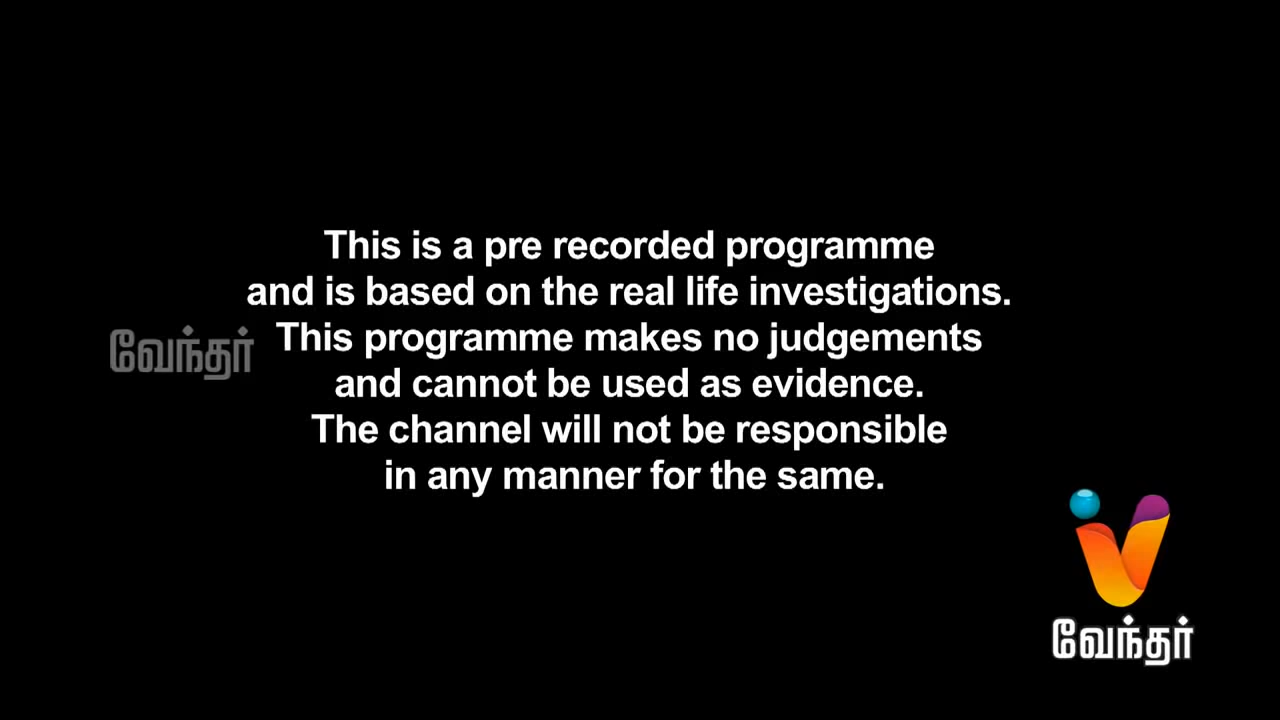 This is a pre recorded programme
and is based on the real life investigations.
வேந்தர்
This programme makes no judgements
and cannot be used as evidence.
The channel will not be responsible
in any manner for the same.
வேந்தர்